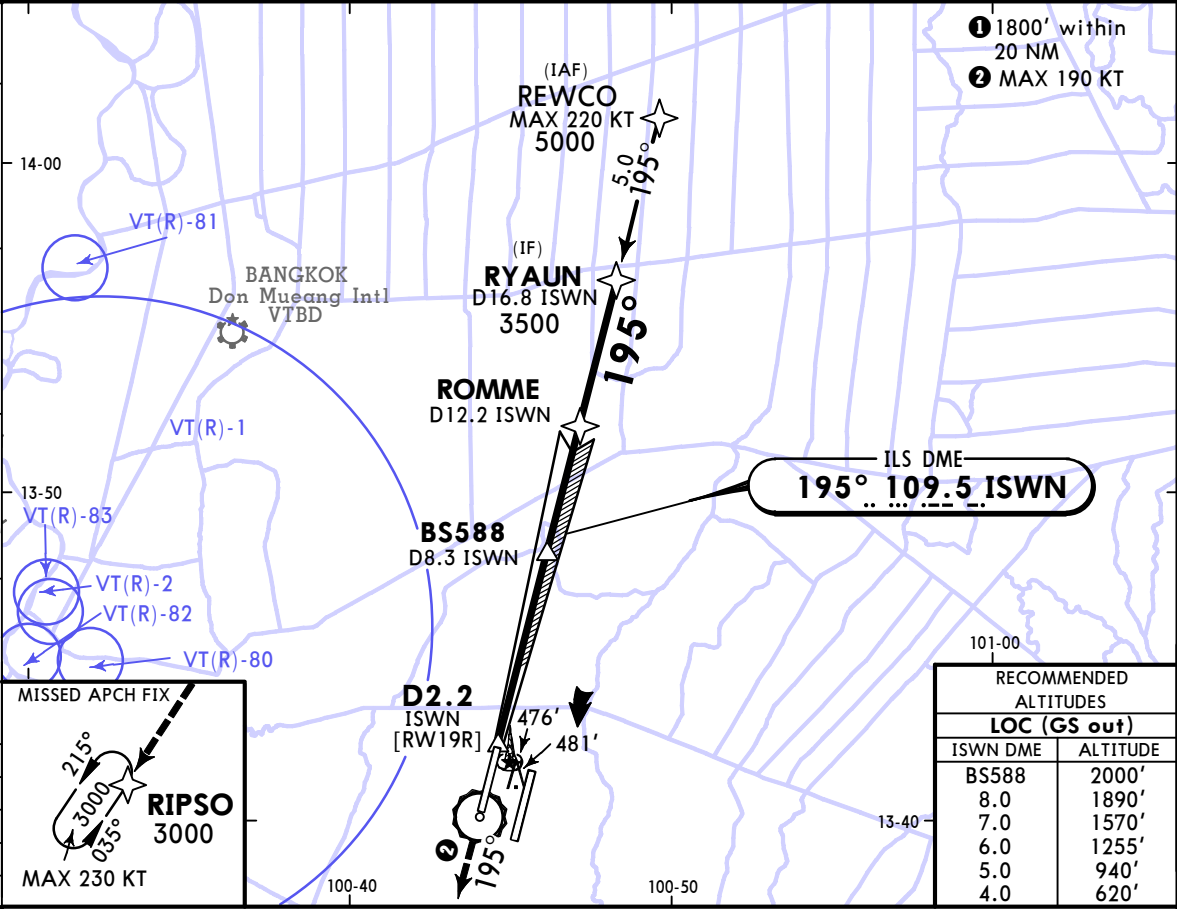 ❶ 1800' within
20 NM
❷ MAX 190 KT
(IAF)
REWCO
MAX 220 KT
5000
5.0
195°
14-00
VT(R)-81
(IF)
RYAUN
D16.8 ISWN
3500
195°
BANGKOK
Don Mueang Intl
VTBD
ROMME
D12.2 ISWN
VT(R)-1
ILS DME
195° 109.5 ISWN
13-50
VT(R)-83
BS588
D8.3 ISWN
VT(R)-2
VT(R)-82
VT(R)-80
101-00
MISSED APCH FIX
215°
3000
035°
RIPSO
3000
MAX 230 KT
D2.2
ISWN
[RW19R]
476'
481'
❷
195°
13-40
100-40
100-50
RECOMMENDED
ALTITUDES
LOC (GS out)
ISWN DME ALTITUDE
BS588 2000'
8.0 1890'
7.0 1570'
6.0 1255'
5.0 940'
4.0 620'